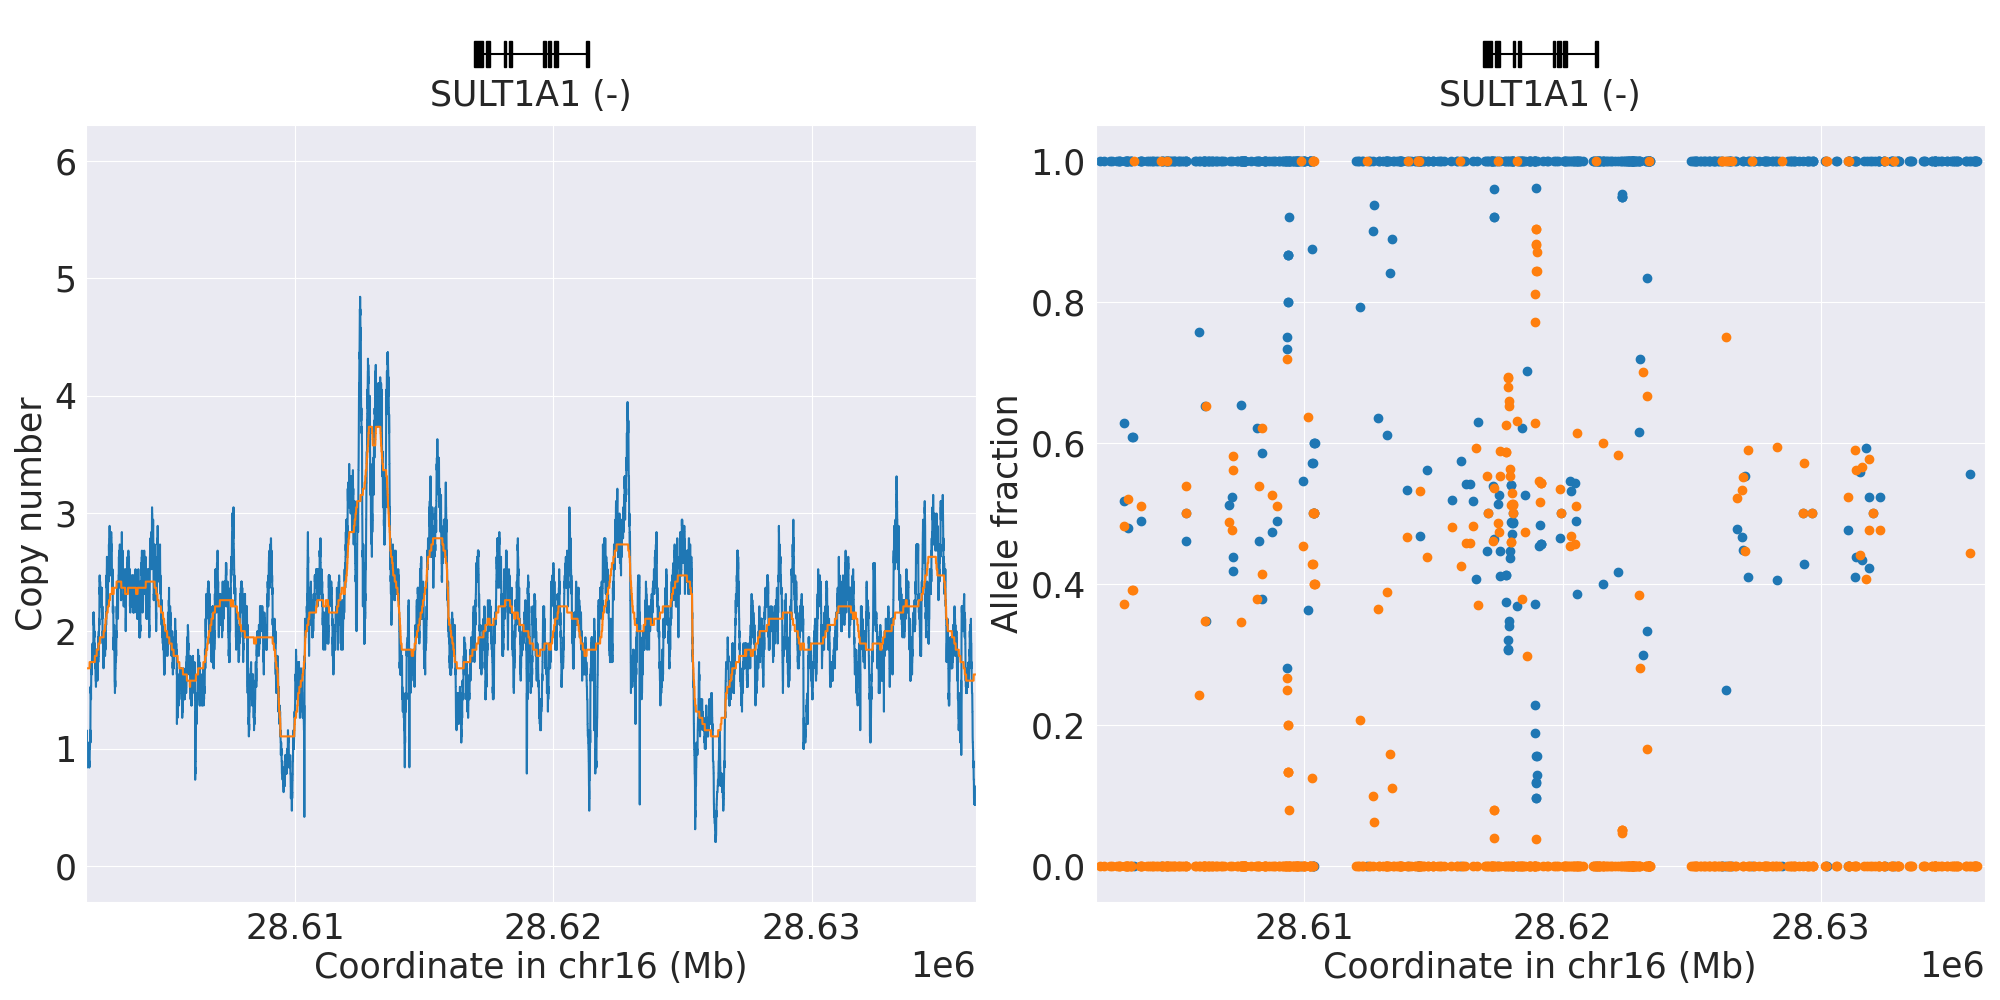 SULT1A1 (-)
6
5
4
3
2
1
0
Copy number
28.61
28.62
28.63
Coordinate in chr16 (Mb)
1e6
SULT1A1 (-)
1.0
0.8
0.6
0.4
0.2
0.0
Allele fraction
28.61
28.62
28.63
Coordinate in chr16 (Mb)
1e6